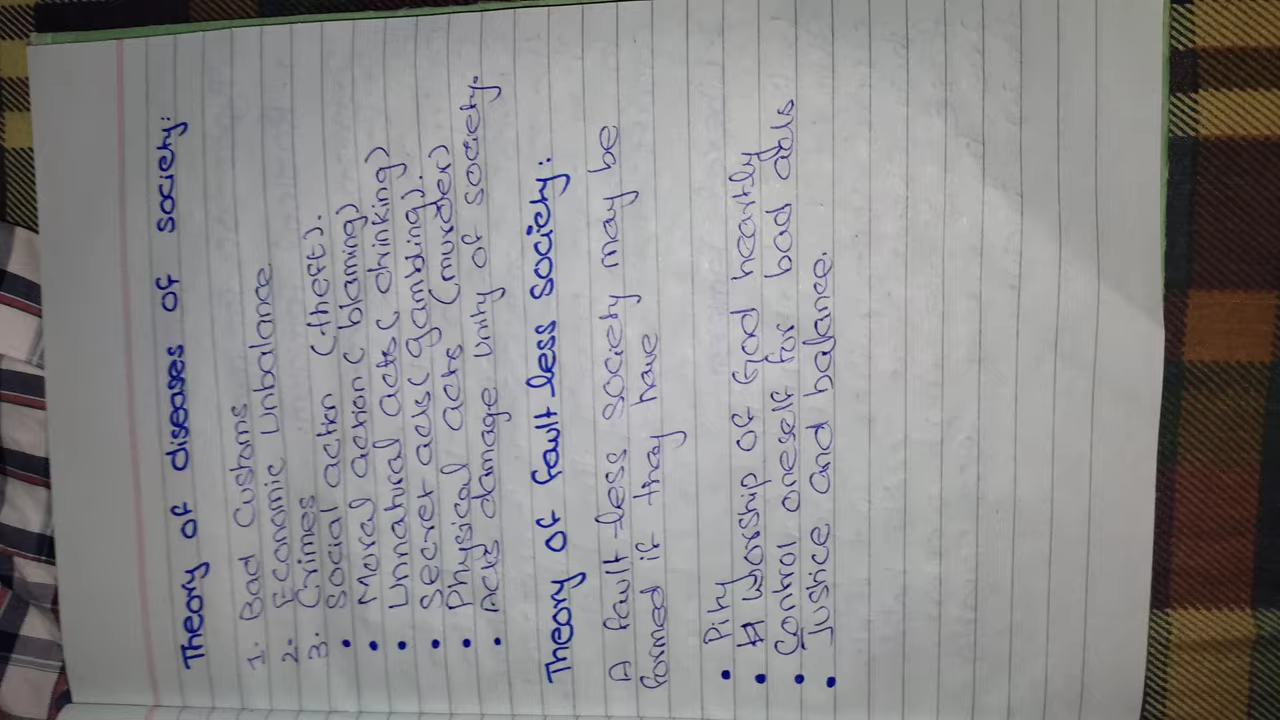 Theory of diseases of society:
1. Bad customs
2. Economic Unbalance
3. Crimes
• Social action (theft).
• Moral action (blaming)
• Unnatural acts (drinking)
• Secret acts (gambling).
• Physical acts (murder)
• Acts damage unity of society.
Theory of fault less society:
A fault less society may be
formed if they have
• Pity
• Worship of God heartly
• Control oneself for bad acts
• Justice and balance.